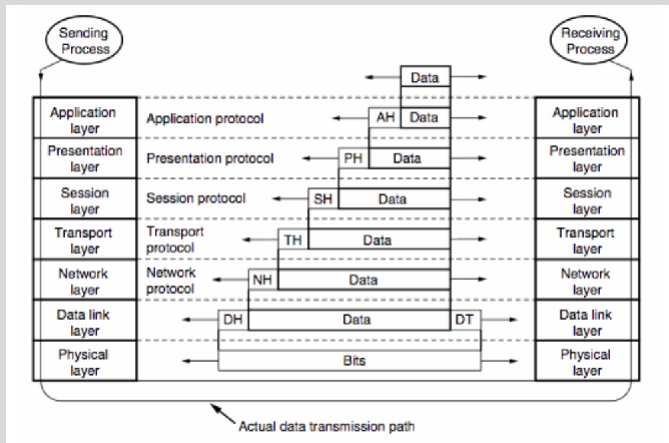 Sending
Process
Receiving
Process
Data
Application
layer
Application protocol
AH
Data
Application
layer
Presentation
layer
Presentation protocol
PH
Data
Presentation
layer
Session
layer
Session protocol
SH
Data
Session
layer
Transport
layer
Transport
protocol
TH
Data
Transport
layer
Network
layer
Network
protocol
NH
Data
Network
layer
Data link
layer
DH
Data
DT
Data link
layer
Physical
layer
Bits
Physical
layer
Actual data transmission path